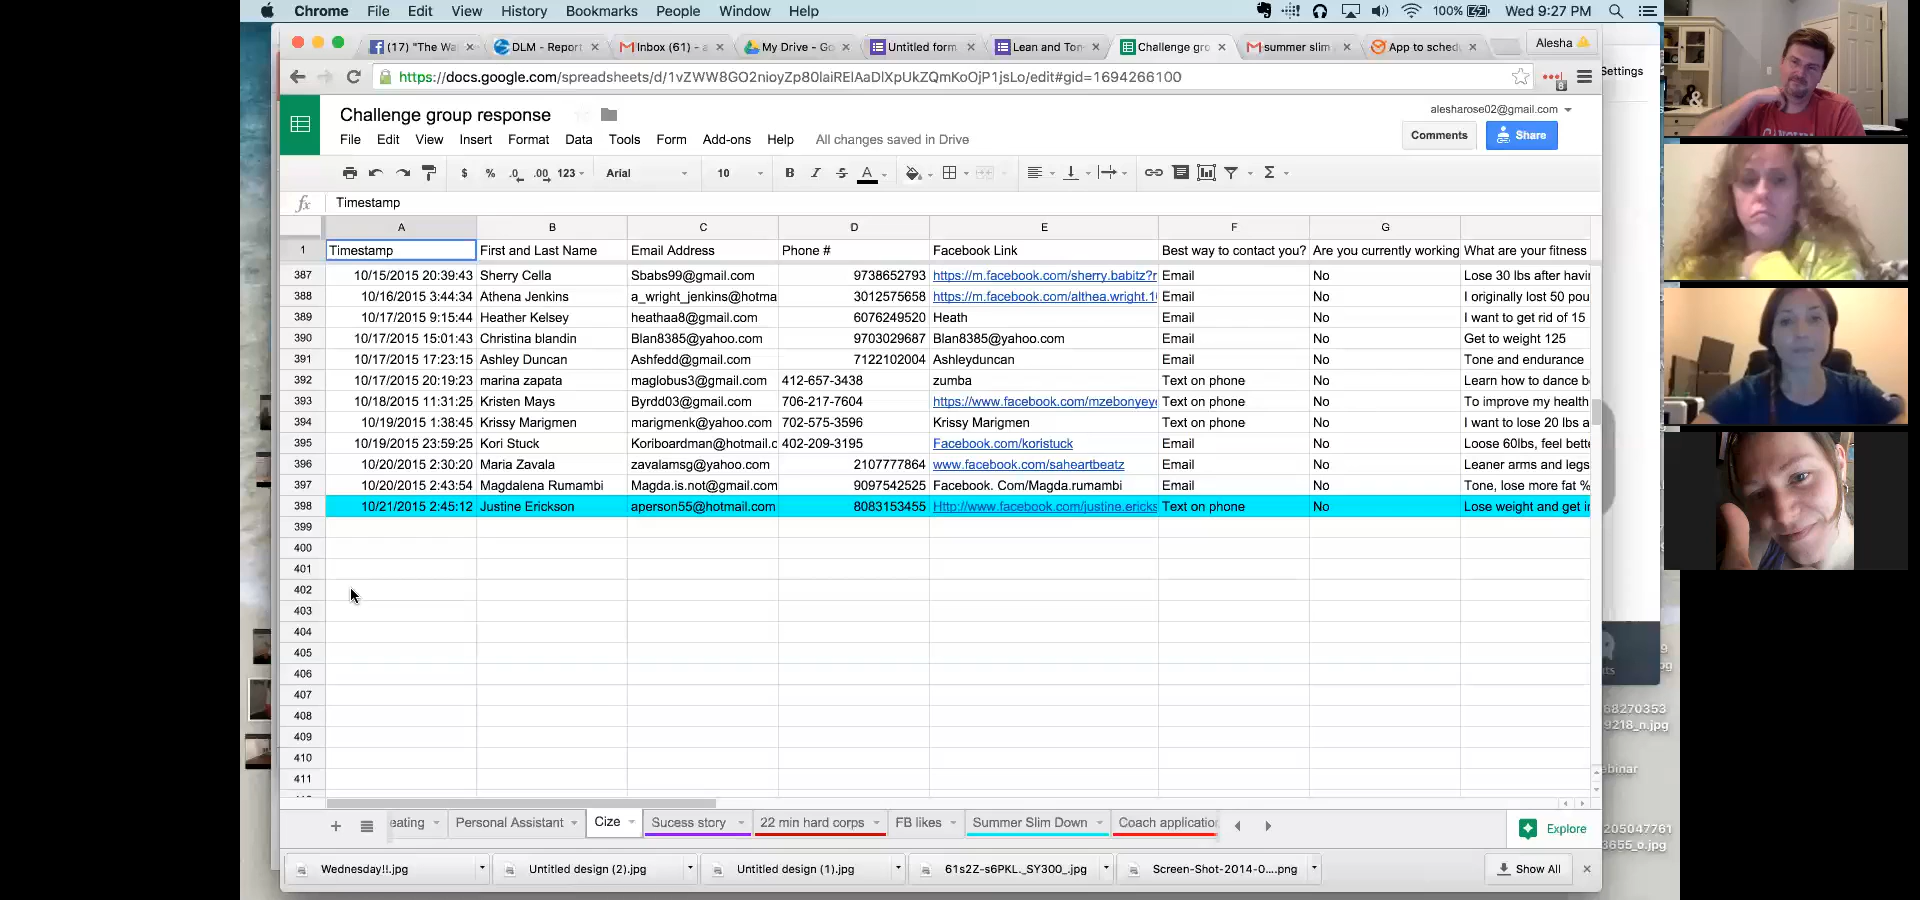 Chrome File Edit View History Bookmarks People Window Help 100% Wed 9:27 PM
(17) "The Wa DLM - Report Inbox (61) - a My Drive - Go Untitled form Lean and Ton Challenge gro summer slim App to sched Alesha
https://docs.google.com/spreadsheets/d/
Settings
Challenge group response
alesharose02@gmail.com
File Edit View Insert Format Data Tools Form Add-ons Help All changes saved in Drive
Comments Share
$ % .0 .00 123 Arial 10 B I S A Σ
fx Timestamp
A B C D E F G
1 Timestamp First and Last Name Email Address Phone # Facebook Link Best way to contact you? Are you currently working What are your fitness
387 10/15/2015 20:39:43 Sherry Cella Sbabs99@gmail.com 9738652793 https://m.facebook.com/sherry.babitz?r Email No Lose 30 lbs after havi
388 10/16/2015 3:44:34 Athena Jenkins a_wright_jenkins@hotma 3012575658 https://m.facebook.com/althea.wright.1 Email No I originally lost 50 pou
389 10/17/2015 9:15:44 Heather Kelsey heathaa8@gmail.com 6076249520 Heath Email No I want to get rid of 15
390 10/17/2015 15:01:43 Christina blandin Blan8385@yahoo.com 9703029687 Blan8385@yahoo.com Email No Get to weight 125
391 10/17/2015 17:23:15 Ashley Duncan Ashfedd@gmail.com 7122102004 Ashleyduncan Email No Tone and endurance
392 10/17/2015 20:19:23 marina zapata maglobus3@gmail.com 412-657-3438 zumba Text on phone No Learn how to dance b
393 10/18/2015 11:31:25 Kristen Mays Byrdd03@gmail.com 706-217-7604 https://www.facebook.com/mzebonyey Text on phone No To improve my health
394 10/19/2015 1:38:45 Krissy Marigmen marigmenk@yahoo.com 702-575-3596 Krissy Marigmen Text on phone No I want to lose 20 lbs a
395 10/19/2015 23:59:25 Kori Stuck Koriboardman@hotmail.c 402-209-3195 Facebook.com/koristuck Email No Loose 60lbs, feel bette
396 10/20/2015 2:30:20 Maria Zavala zavalamsg@yahoo.com 2107777864 www.facebook.com/saheartbeatz Email No Leaner arms and legs
397 10/20/2015 2:43:54 Magdalena Rumambi Magda.is.not@gmail.com 9097542525 Facebook. Com/Magda.rumambi Email No Tone, lose more fat %
398 10/21/2015 2:45:12 Justine Erickson aperson55@hotmail.com 8083153455 Http://www.facebook.com/justine.ericks Text on phone No Lose weight and get i
399
400
401
402
403
404
405
406
407
408
409
410
411
68270353
9218_n.jpg
ebinar
eating Personal Assistant Cize Sucess story 22 min hard corps FB likes Summer Slim Down Coach application
Explore
205047761
3655_o.jpg
Wednesday!!.jpg Untitled design (2).jpg Untitled design (1).jpg 61s2Z-s6PKL._SY300_.jpg Screen-Shot-2014-0....png Show All